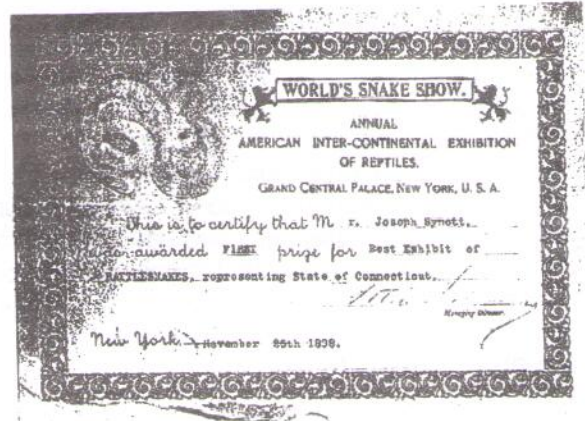 WORLD'S SNAKE SHOW.
ANNUAL
AMERICAN INTER-CONTINENTAL EXHIBITION
OF REPTILES.
GRAND CENTRAL PALACE, NEW YORK, U. S. A.
This is to certify that M r. Joseph Synott,
was awarded FIRST prize for Best Exhibit of
RATTLESNAKES, representing State of Connecticut.
Managing Director.
New York, November 25th 1898.